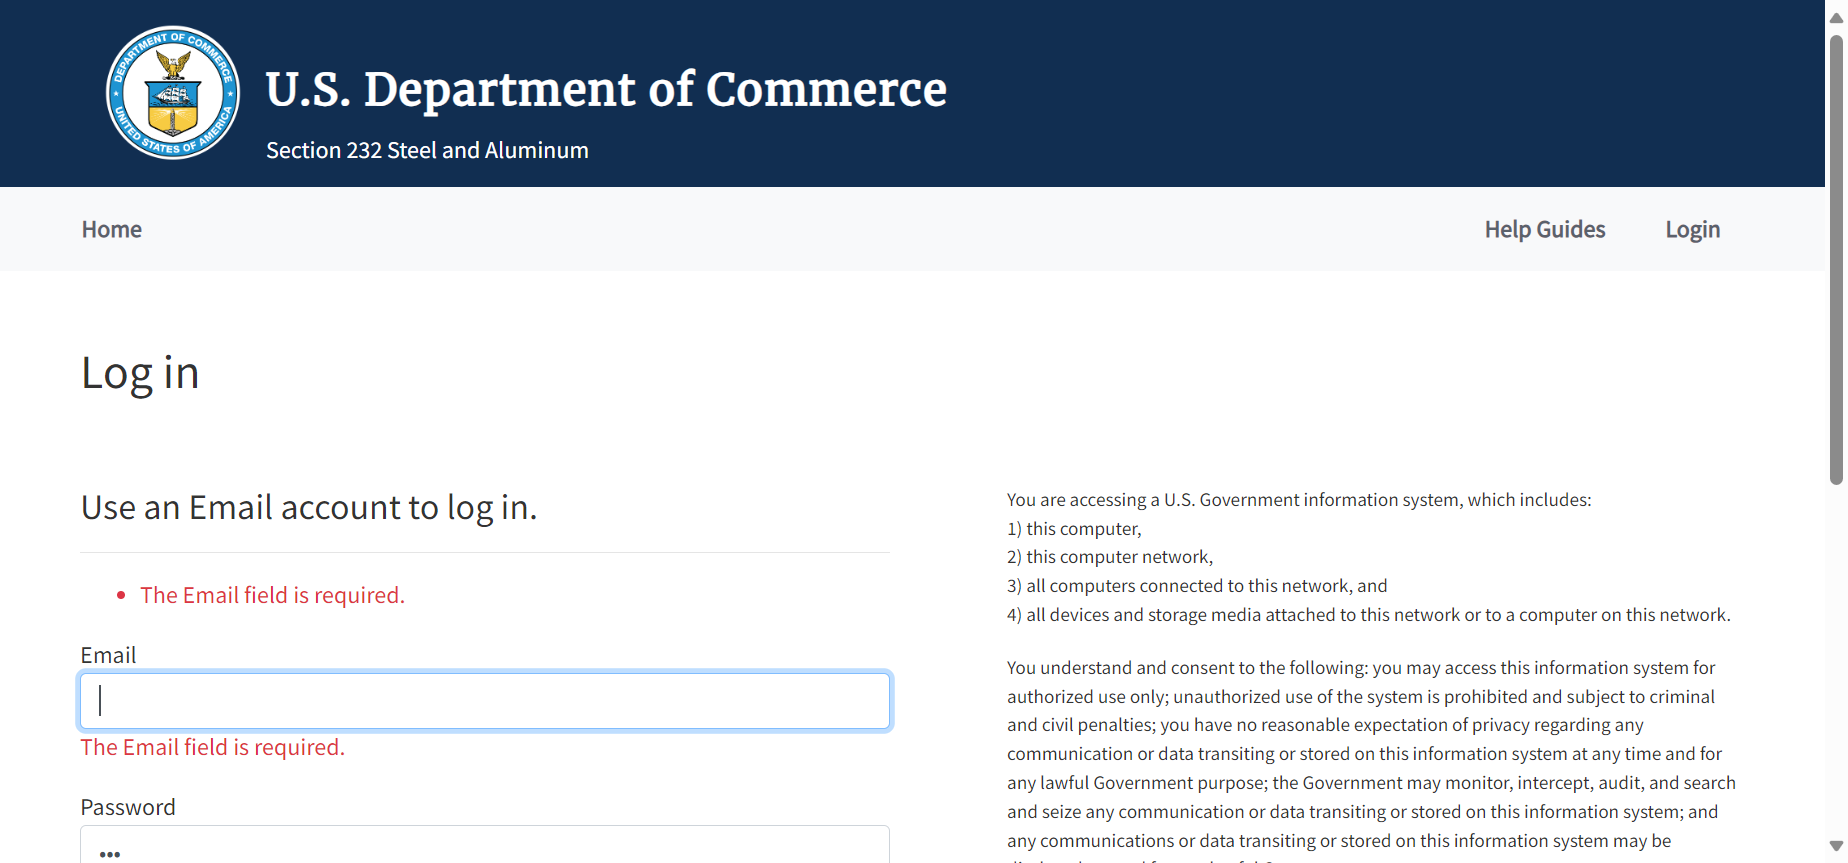 DEPARTMENT OF COMMERCE
UNITED STATES OF AMERICA
U.S. Department of Commerce
Section 232 Steel and Aluminum
Home
Help Guides
Login
Log in
Use an Email account to log in.
The Email field is required.
Email
The Email field is required.
Password
You are accessing a U.S. Government information system, which includes:
1) this computer,
2) this computer network,
3) all computers connected to this network, and
4) all devices and storage media attached to this network or to a computer on this network.
You understand and consent to the following: you may access this information system for
authorized use only; unauthorized use of the system is prohibited and subject to criminal
and civil penalties; you have no reasonable expectation of privacy regarding any
communication or data transiting or stored on this information system at any time and for
any lawful Government purpose; the Government may monitor, intercept, audit, and search
and seize any communication or data transiting or stored on this information system; and
any communications or data transiting or stored on this information system may be